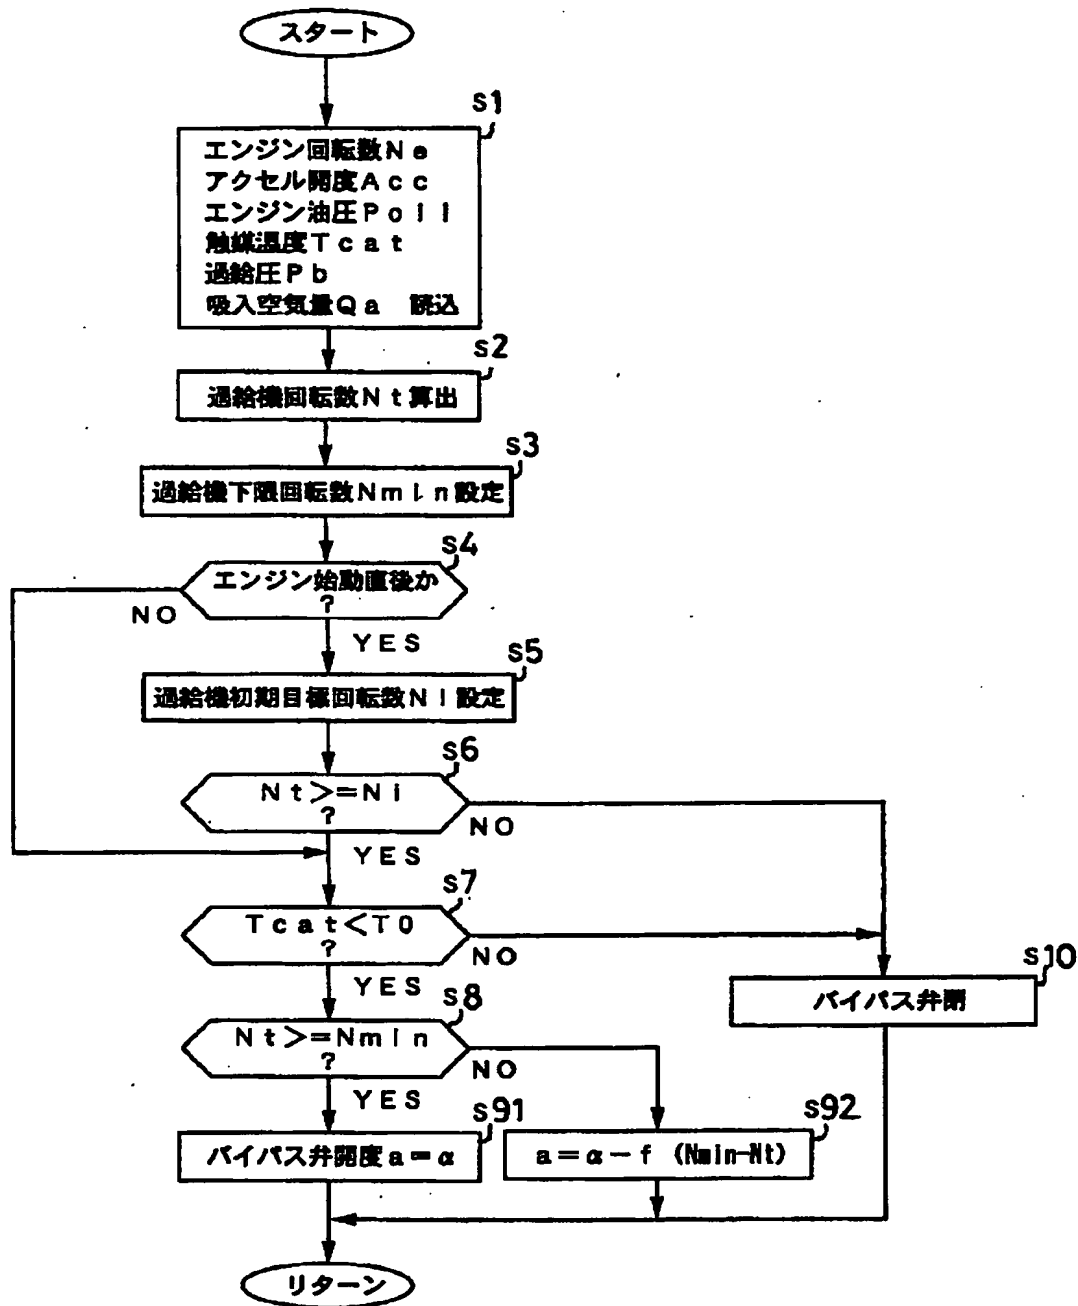 スタート
S1
エンジン回転数Ne
アクセル開度Acc
エンジン油圧Poil
触媒温度Tcat
過給圧Pb
吸入空気量Qa 読込
S2
過給機回転数Nt算出
S3
過給機下限回転数Nmin設定
S4
エンジン始動直後か
?
NO
YES
S5
過給機初期目標回転数Ni設定
S6
Nt>=Ni
?
NO
YES
S7
Tcat<T0
?
NO
YES
S10
バイパス弁閉
S8
Nt>=Nmin
?
NO
YES
S91
バイパス弁開度a=α
S92
a=α-f (Nmin-Nt)
リターン